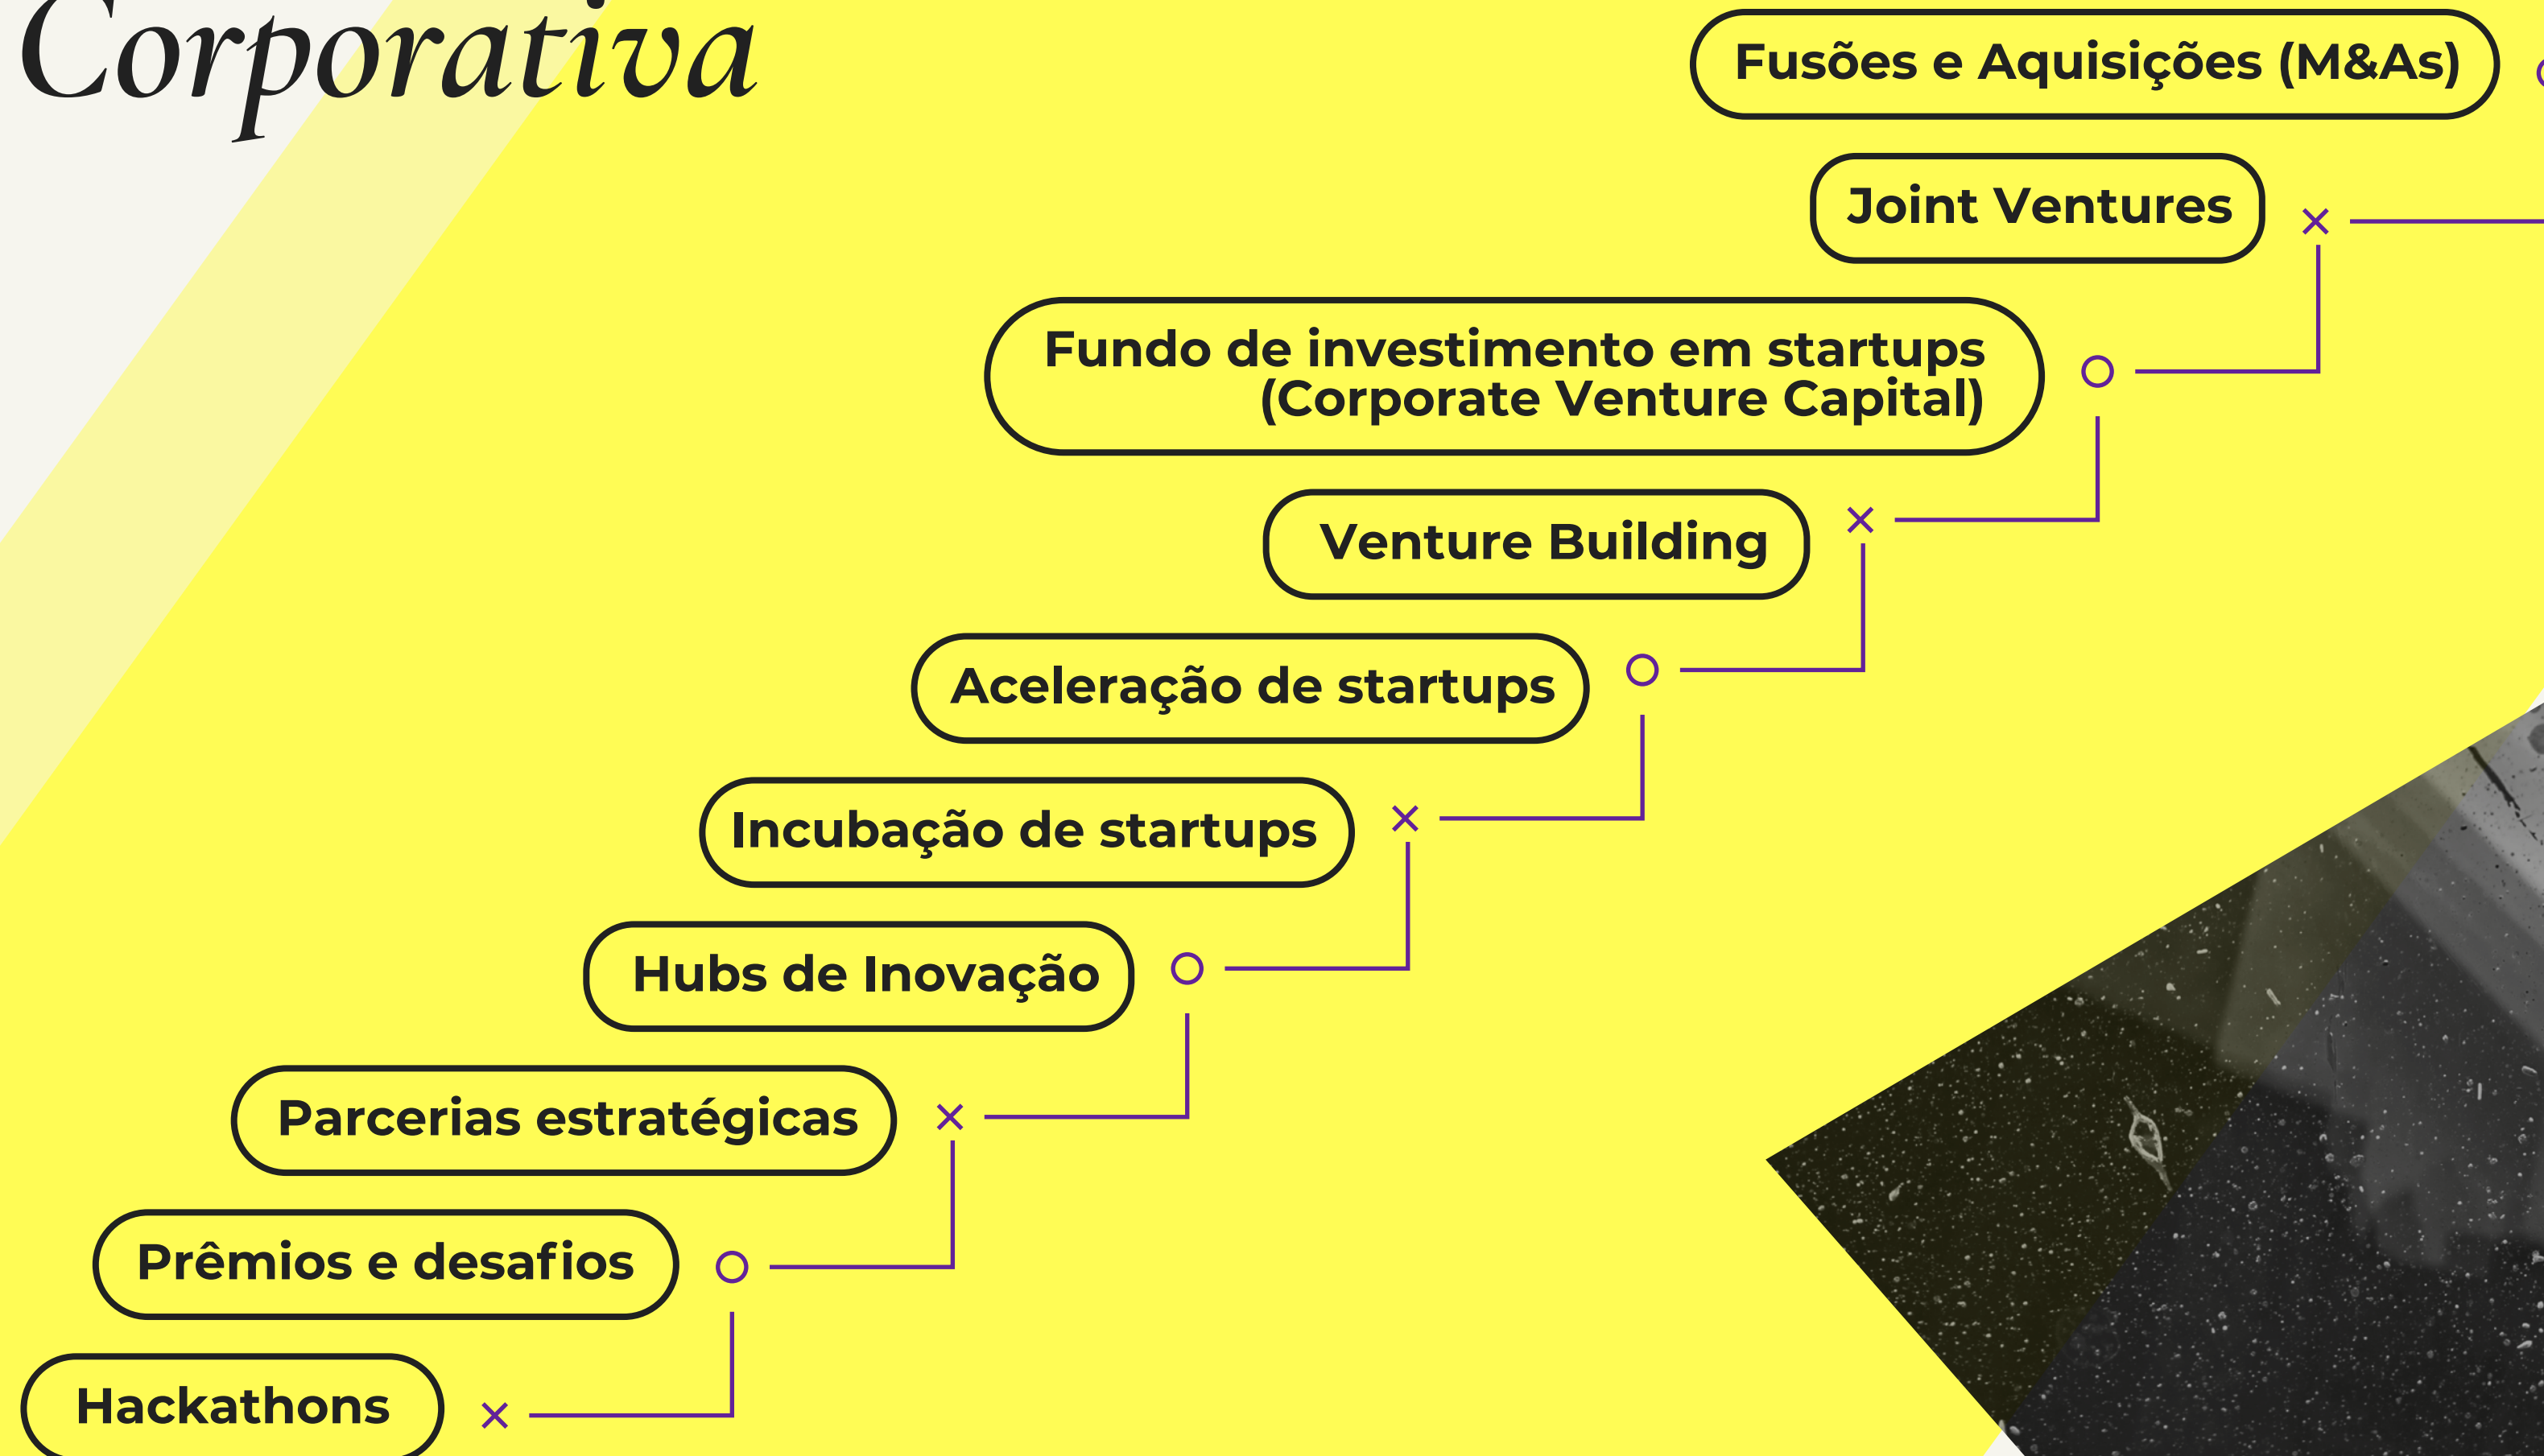 Corporativa
Fusões e Aquisições (M&As)
Joint Ventures
Fundo de investimento em startups
(Corporate Venture Capital)
Venture Building
Aceleração de startups
Incubação de startups
Hubs de Inovação
Parcerias estratégicas
Prêmios e desafios
Hackathons